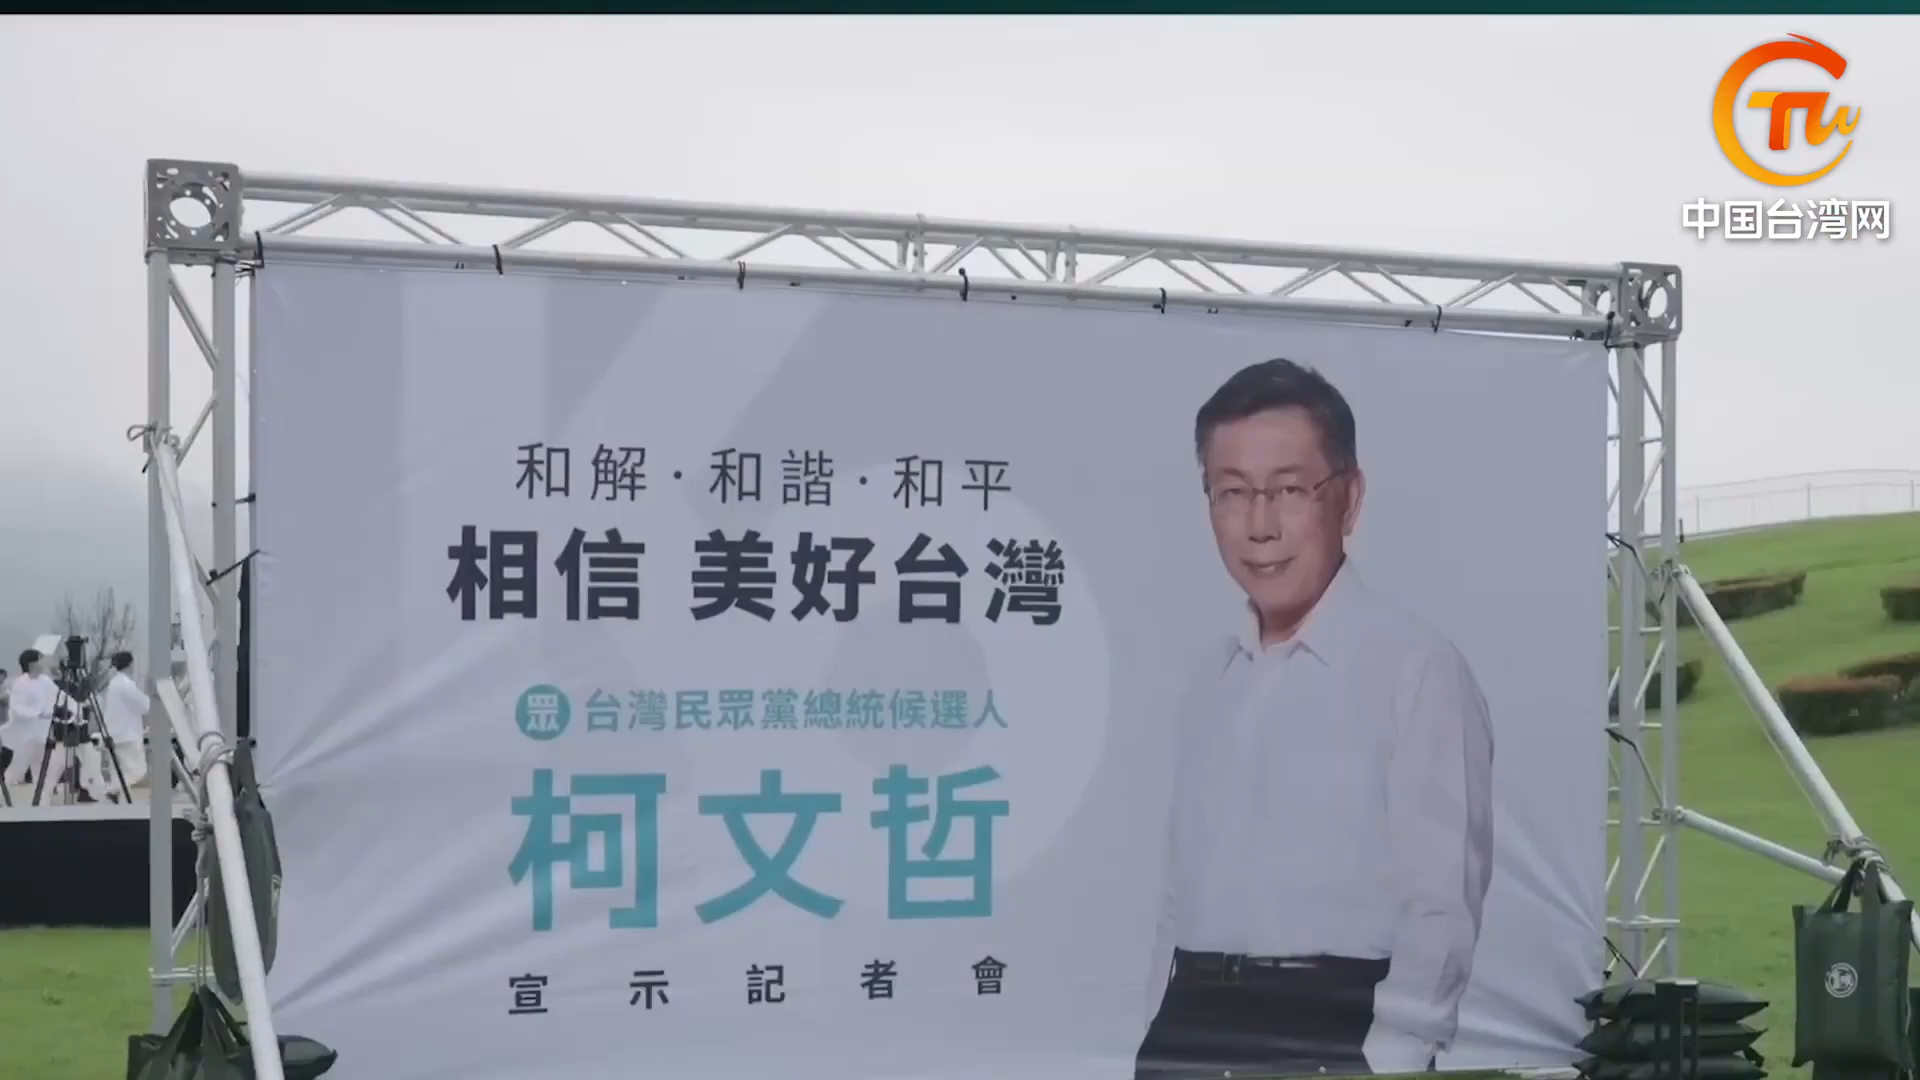 中国台湾网
和解·和諧·和平
相信 美好台灣
眾 台灣民眾黨總統候選人
柯文哲
宣示記者會